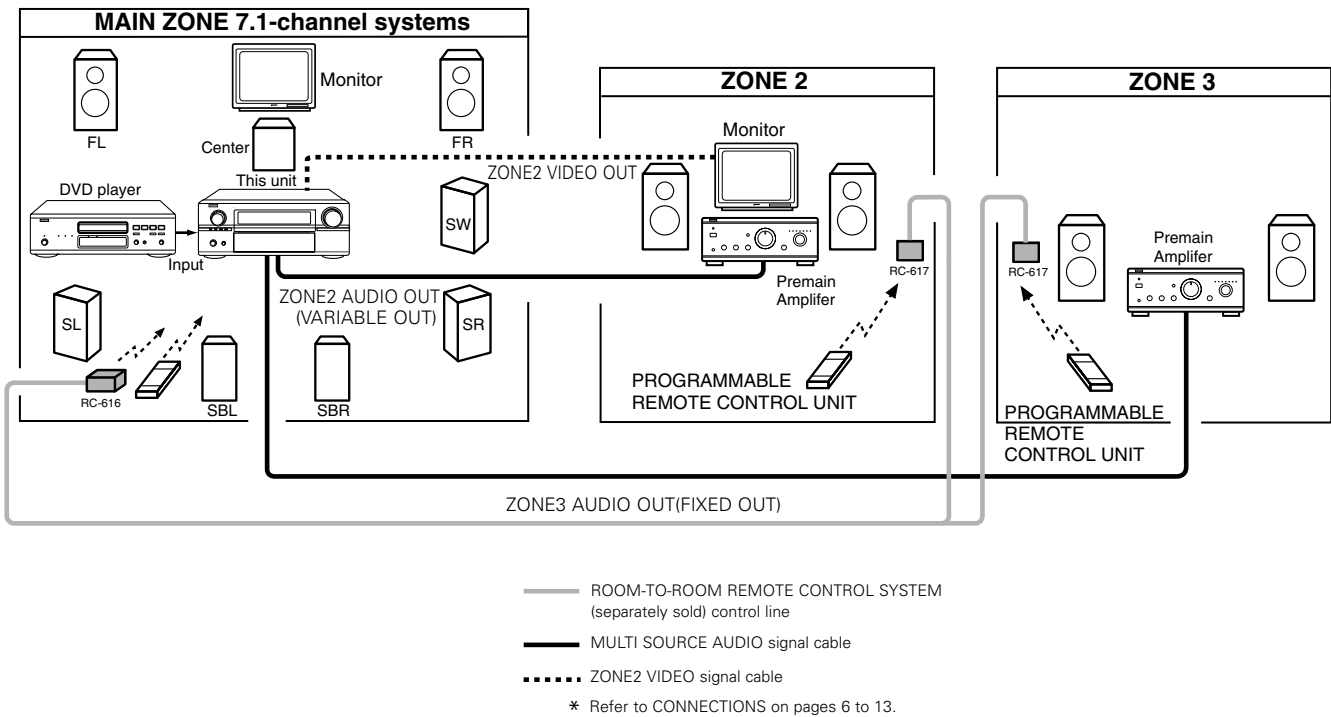 MAIN ZONE 7.1-channel systems
Monitor
FL
Center
FR
This unit
DVD player
Input
SW
ZONE2 VIDEO OUT
ZONE2 AUDIO OUT
(VARIABLE OUT)
SL
SR
RC-616
SBL
SBR
ZONE 2
Monitor
Premain
Amplifer
RC-617
PROGRAMMABLE
REMOTE CONTROL UNIT
ZONE 3
RC-617
Premain
Amplifer
PROGRAMMABLE
REMOTE
CONTROL UNIT
ZONE3 AUDIO OUT(FIXED OUT)
ROOM-TO-ROOM REMOTE CONTROL SYSTEM
(separately sold) control line
MULTI SOURCE AUDIO signal cable
ZONE2 VIDEO signal cable
* Refer to CONNECTIONS on pages 6 to 13.